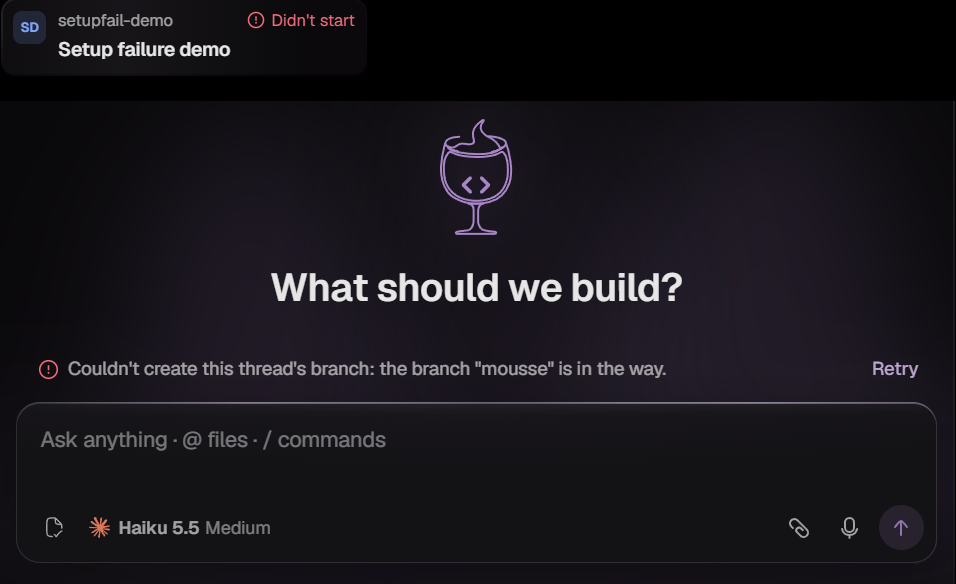 SD
setupfail-demo
Didn't start
Setup failure demo
What should we build?
Couldn't create this thread's branch: the branch "mousse" is in the way.
Retry
Ask anything · @ files · / commands
Haiku 5.5 Medium